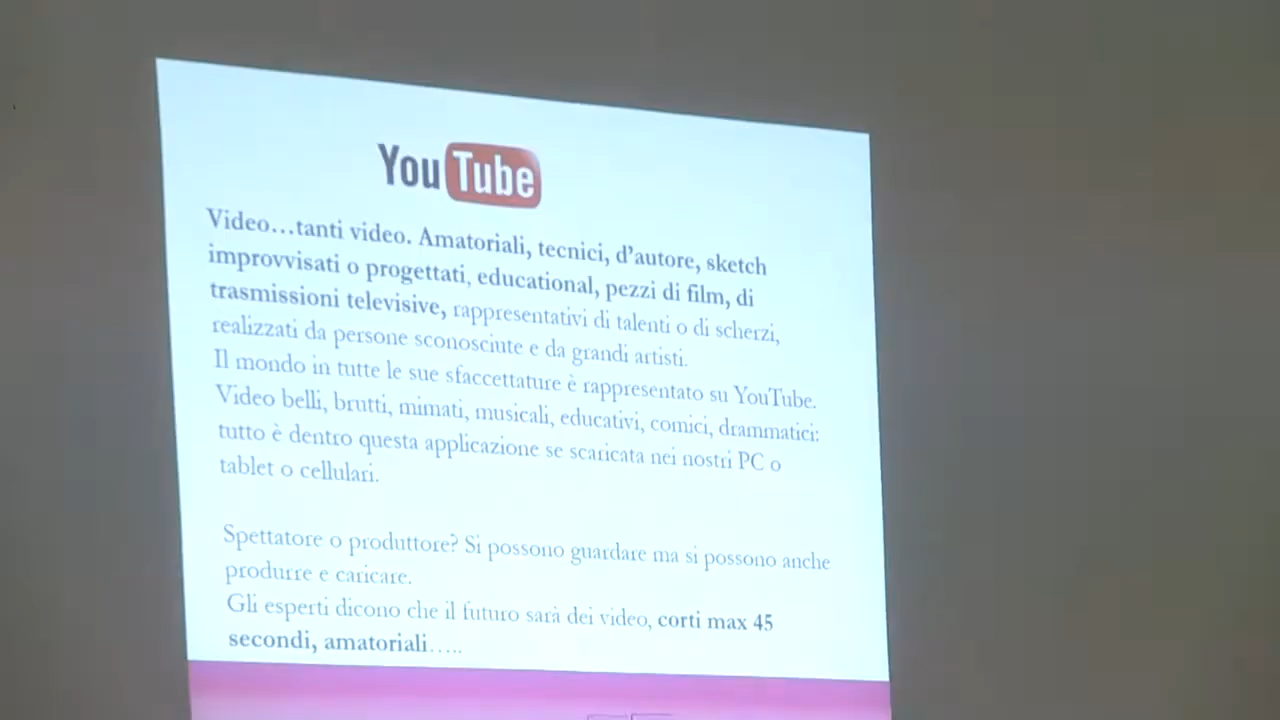 YouTube
Video...tanti video. Amatoriali, tecnici, d'autore, sketch
improvvisati o progettati, educational, pezzi di film, di
trasmissioni televisive, rappresentativi di talenti o di scherzi,
realizzati da persone sconosciute e da grandi artisti.
Il mondo in tutte le sue sfaccettature è rappresentato su YouTube.
Video belli, brutti, mimati, musicali, educativi, comici, drammatici:
tutto è dentro questa applicazione se scaricata nei nostri PC o
tablet o cellulari.
Spettatore o produttore? Si possono guardare ma si possono anche
produrre e caricare.
Gli esperti dicono che il futuro sarà dei video, corti max 45
secondi, amatoriali.....